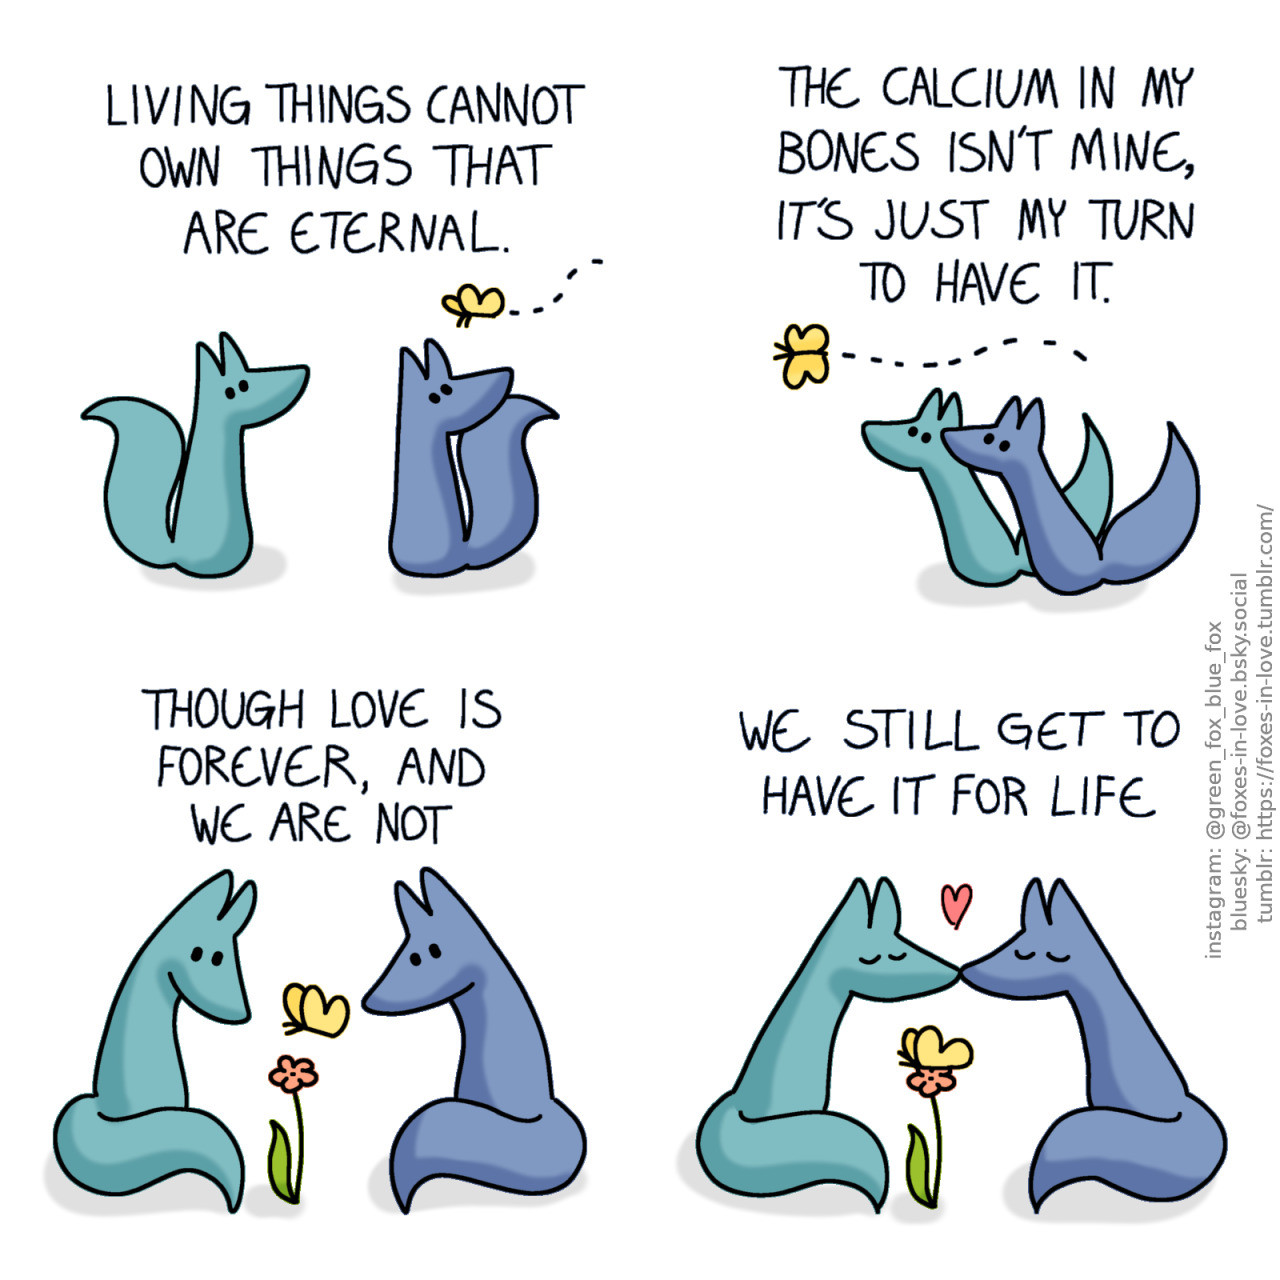 LIVING THINGS CANNOT
OWN THINGS THAT
ARE ETERNAL.
THE CALCIUM IN MY
BONES ISN'T MINE,
IT'S JUST MY TURN
TO HAVE IT.
THOUGH LOVE IS
FOREVER, AND
WE ARE NOT
WE STILL GET TO
HAVE IT FOR LIFE
instagram: @green_fox_blue_fox
bluesky: @foxes-in-love.bsky.social
tumblr: https://foxes-in-love.tumblr.com/